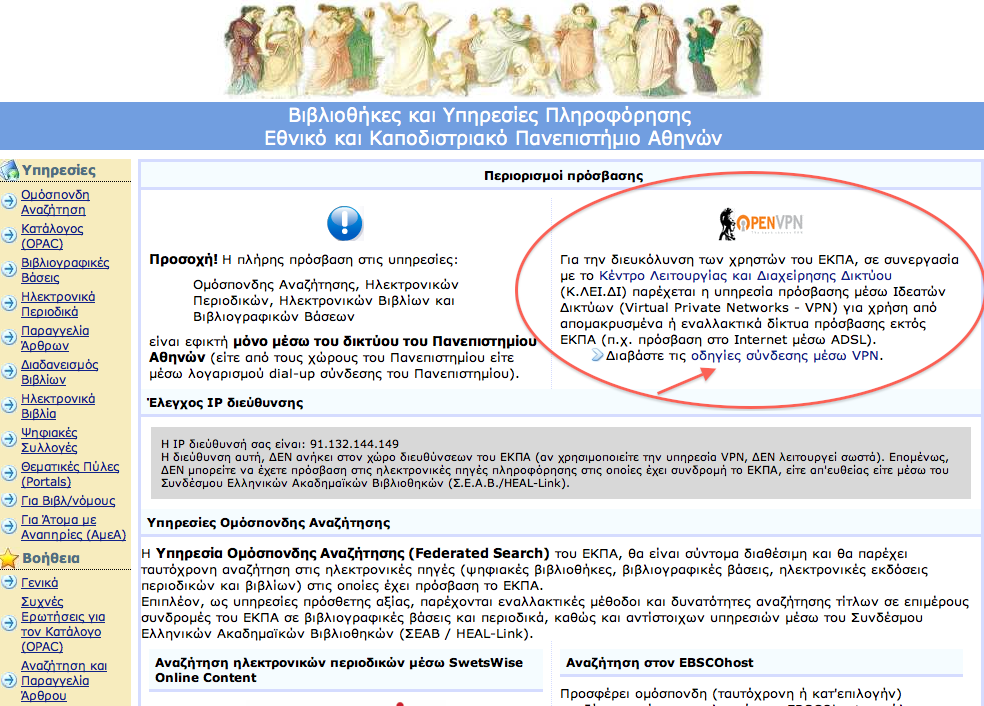 Βιβλιοθήκες και Υπηρεσίες Πληροφόρησης
Εθνικό και Καποδιστριακό Πανεπιστήμιο Αθηνών
Υπηρεσίες
Ομόσπονδη
Αναζήτηση
Κατάλογος
(OPAC)
Βιβλιογραφικές
Βάσεις
Ηλεκτρονικά
Περιοδικά
Παραγγελία
Άρθρων
Διαδανεισμός
Βιβλίων
Ηλεκτρονικά
Βιβλία
Ψηφιακές
Συλλογές
Θεματικές Πύλες
(Portals)
Για Βιβλ/νόμους
Για Άτομα με
Αναπηρίες (ΑμεΑ)
Βοήθεια
Γενικά
Συχνές
Ερωτήσεις για
τον Κατάλογο
(OPAC)
Αναζήτηση και
Παραγγελία
Άρθρου
Περιορισμοί πρόσβασης
Προσοχή! Η πλήρης πρόσβαση στις υπηρεσίες:
Ομόσπονδης Αναζήτησης, Ηλεκτρονικών
Περιοδικών, Ηλεκτρονικών Βιβλίων και
Βιβλιογραφικών Βάσεων
είναι εφικτή μόνο μέσω του δικτύου του Πανεπιστημίου
Αθηνών (είτε από τους χώρους του Πανεπιστημίου είτε
μέσω λογαρισμού dial-up σύνδεσης του Πανεπιστημίου).
OPENVPN
Για την διευκόλυνση των χρηστών του ΕΚΠΑ, σε συνεργασία
με το Κέντρο Λειτουργίας και Διαχείρησης Δικτύου
(Κ.ΛΕΙ.ΔΙ) παρέχεται η υπηρεσία πρόσβασης μέσω Ιδεατών
Δικτύων (Virtual Private Networks - VPN) για χρήση από
απομακρυσμένα ή εναλλακτικά δίκτυα πρόσβασης εκτός
ΕΚΠΑ (π.χ. πρόσβαση στο Internet μέσω ADSL).
Διαβάστε τις οδηγίες σύνδεσης μέσω VPN.
Έλεγχος IP διεύθυνσης
Η IP διεύθυνσή σας είναι: 91.132.144.149
Η διεύθυνση αυτή, ΔΕΝ ανήκει στον χώρο διευθύνσεων του ΕΚΠΑ (αν χρησιμοποιείτε την υπηρεσία VPN, ΔΕΝ λειτουργεί σωστά). Επομένως,
ΔΕΝ μπορείτε να έχετε πρόσβαση στις ηλεκτρονικές πηγές πληροφόρησης στις οποίες έχει συνδρομή το ΕΚΠΑ, είτε απ'ευθείας είτε μέσω του
Συνδέσμου Ελληνικών Ακαδημαϊκών Βιβλιοθηκών (Σ.Ε.Α.Β./HEAL-Link).
Υπηρεσίες Ομόσπονδης Αναζήτησης
Η Υπηρεσία Ομόσπονδης Αναζήτησης (Federated Search) του ΕΚΠΑ, θα είναι σύντομα διαθέσιμη και θα παρέχει
ταυτόχρονη αναζήτηση στις ηλεκτρονικές πηγές (ψηφιακές βιβλιοθήκες, βιβλιογραφικές βάσεις, ηλεκτρονικές εκδόσεις
περιοδικών και βιβλίων) στις οποίες έχει πρόσβαση το ΕΚΠΑ.
Επιπλέον, ως υπηρεσίες πρόσθετης αξίας, παρέχονται εναλλακτικές μέθοδοι και δυνατότητες αναζήτησης τίτλων σε επιμέρους
συνδρομές του ΕΚΠΑ σε βιβλιογραφικές βάσεις και περιοδικά, καθώς και αντίστοιχων υπηρεσιών μέσω του Συνδέσμου
Ελληνικών Ακαδημαϊκών Βιβλιοθηκών (ΣΕΑΒ / HEAL-Link).
Αναζήτηση ηλεκτρονικών περιοδικών μέσω SwetsWise
Online Content
Αναζήτηση στον EBSCOhost
Προσφέρει ομόσπονδη (ταυτόχρονη ή κατ'επιλογήν)